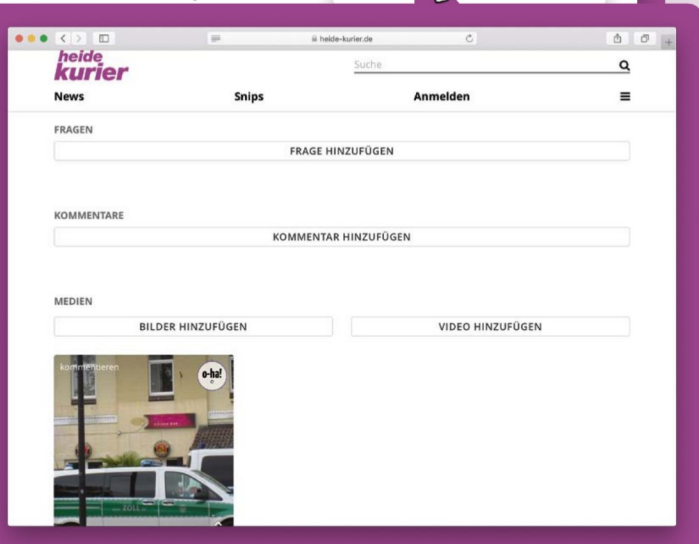 heide-kurier.de
heide
kurier
Suche
News Snips Anmelden
FRAGEN
FRAGE HINZUFÜGEN
KOMMENTARE
KOMMENTAR HINZUFÜGEN
MEDIEN
BILDER HINZUFÜGEN VIDEO HINZUFÜGEN
kommentieren
o-ha!
ZOLL